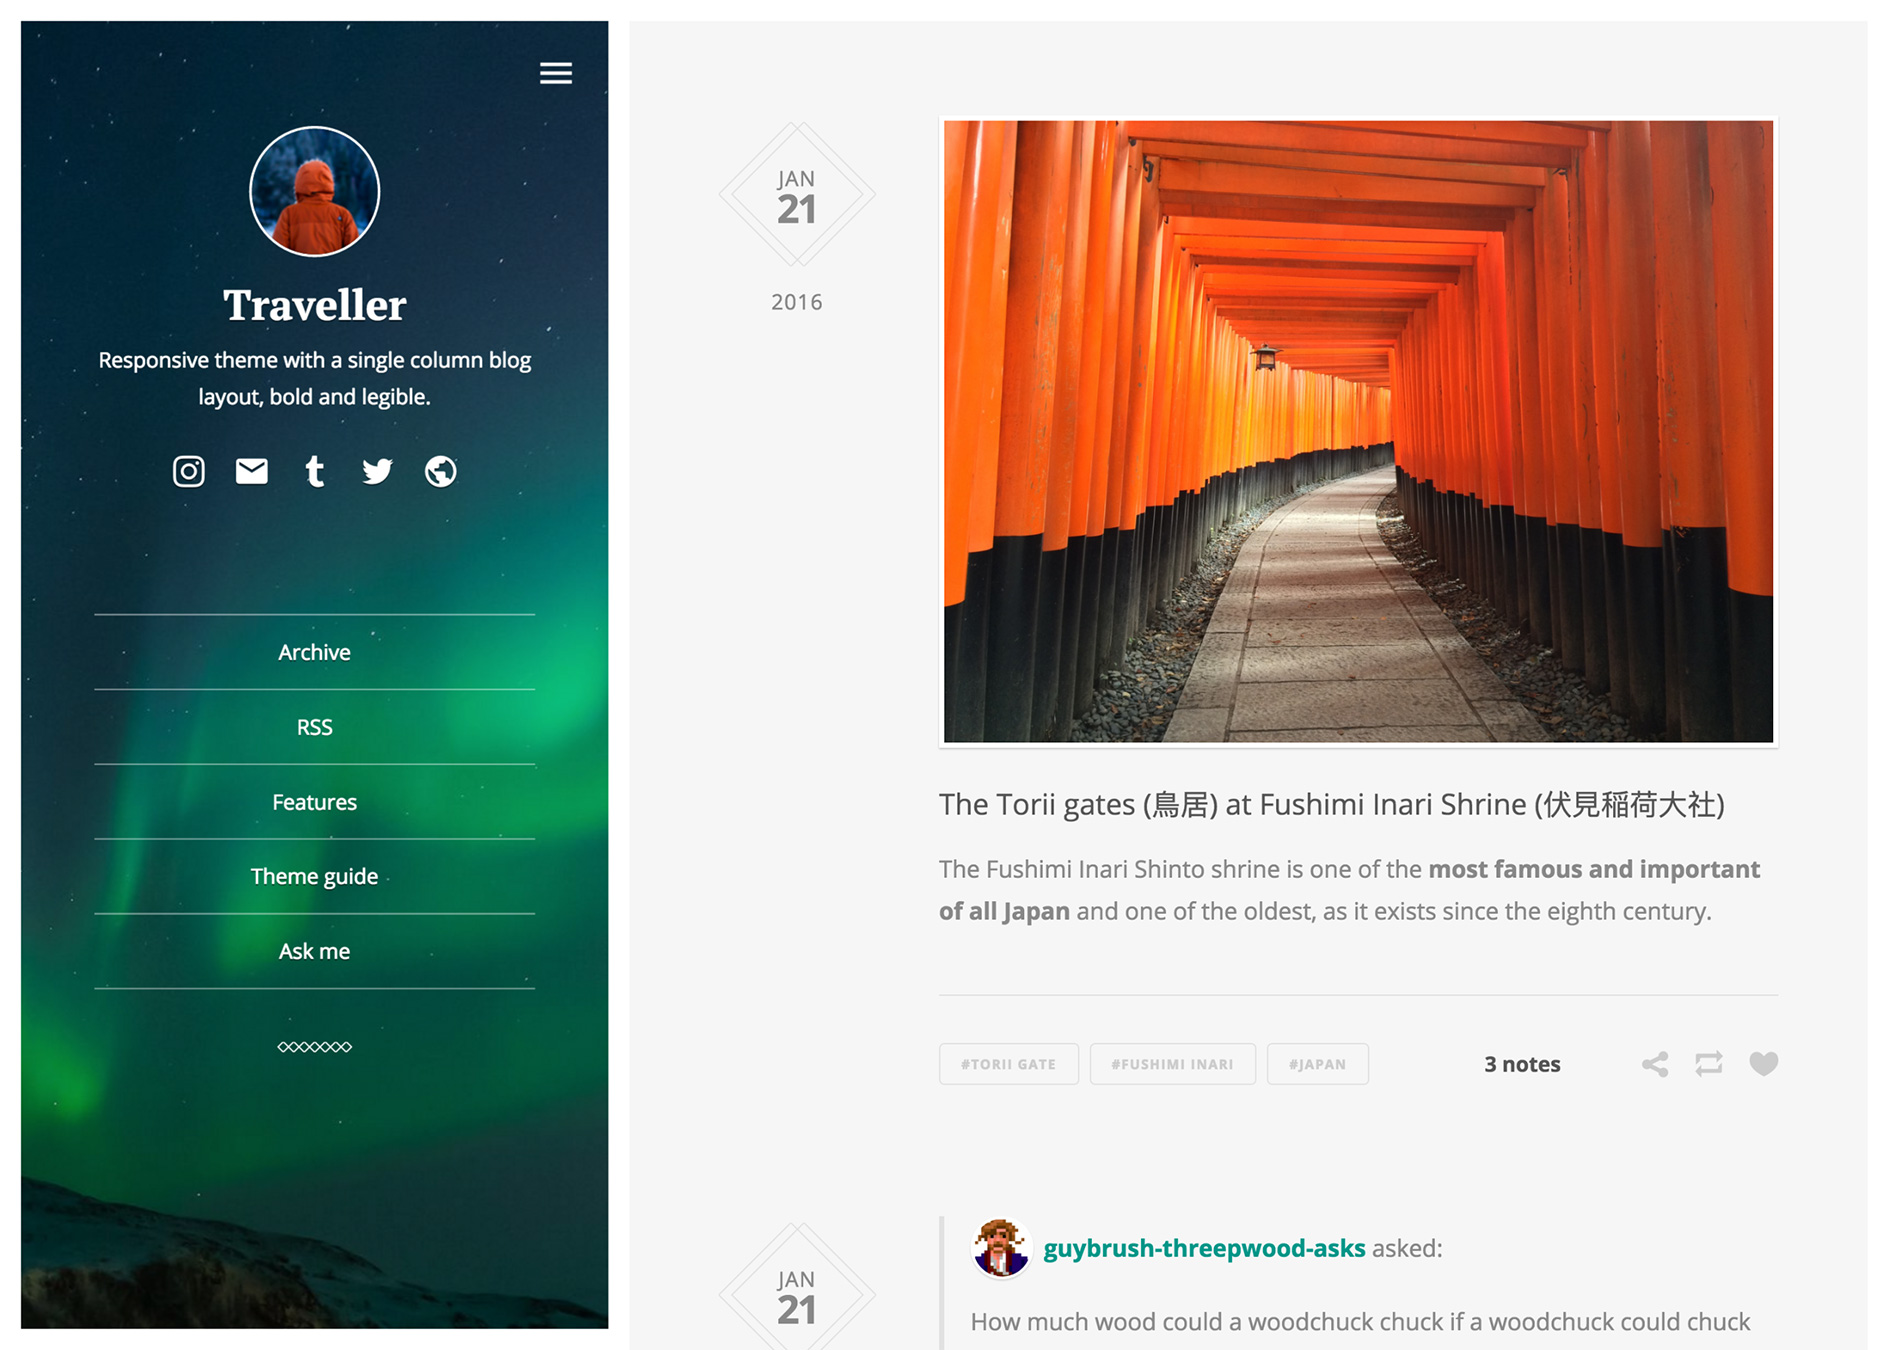 Traveller
Responsive theme with a single column blog
layout, bold and legible.
Archive
RSS
Features
Theme guide
Ask me
JAN
21
2016
The Torii gates (鳥居) at Fushimi Inari Shrine (伏見稲荷大社)
The Fushimi Inari Shinto shrine is one of the most famous and important
of all Japan and one of the oldest, as it exists since the eighth century.
#TORII GATE #FUSHIMI INARI #JAPAN 3 notes
JAN
21
guybrush-threepwood-asks asked:
How much wood could a woodchuck chuck if a woodchuck could chuck